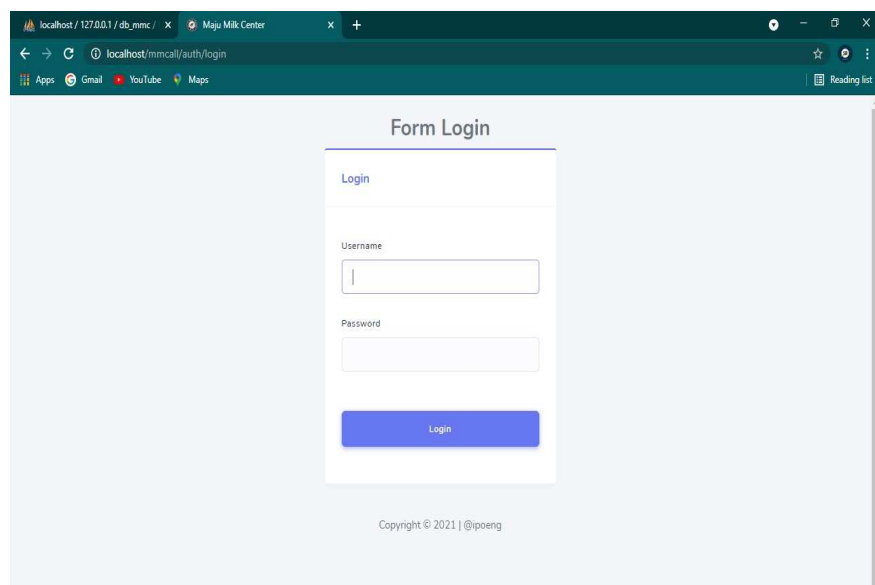 localhost / 127.0.0.1 / db_mmc /
Maju Milk Center
localhost/mmcall/auth/login
Apps Gmail YouTube Maps Reading list
Form Login
Login
Username
Password
Login
Copyright © 2021 | @ipoeng